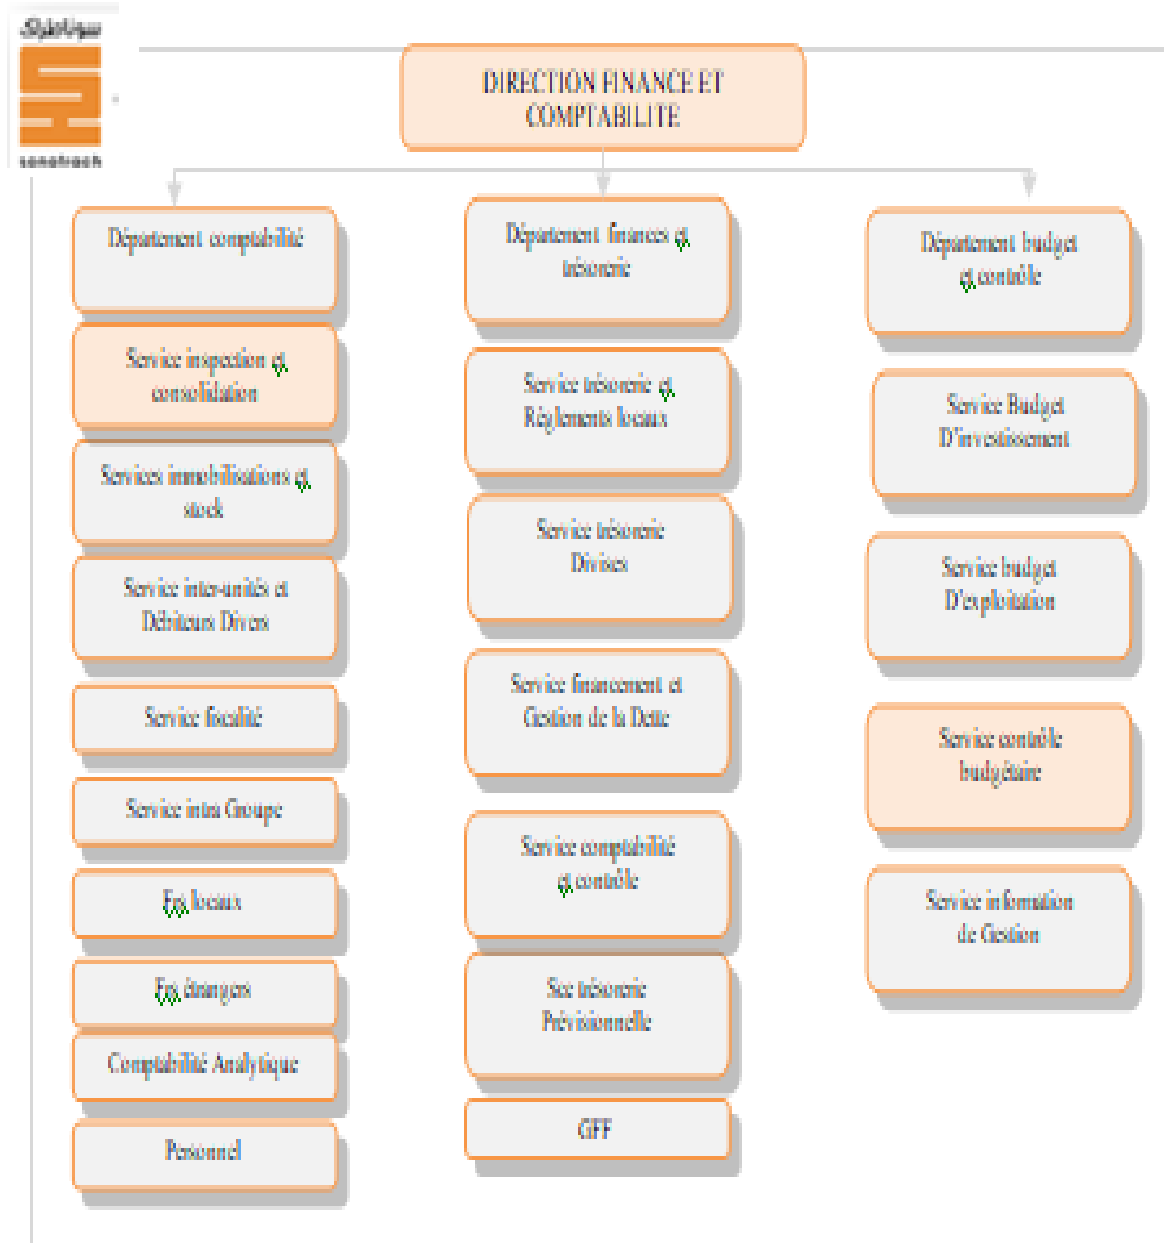 سوناطراك
sonatrach
DIRECTION FINANCE ET
COMPTABILITE
Département comptabilité
Service inspection et
consolidation
Services immobilisations et
stock
Service inter-unités et
Débiteurs Divers
Service fiscalité
Service intra Groupe
Frs locaux
Frs étrangers
Comptabilité Analytique
Personnel
Département finances et
trésorerie
Service trésorerie et
Réglements locaux
Service trésorerie
Divises
Service financement et
Gestion de la Dette
Service comptabilité
et contrôle
Sce trésorerie
Prévisionnelle
GFF
Département budget
et contrôle
Service Budget
D'investissement
Service budget
D'exploitation
Service contrôle
budgétaire
Service information
de Gestion